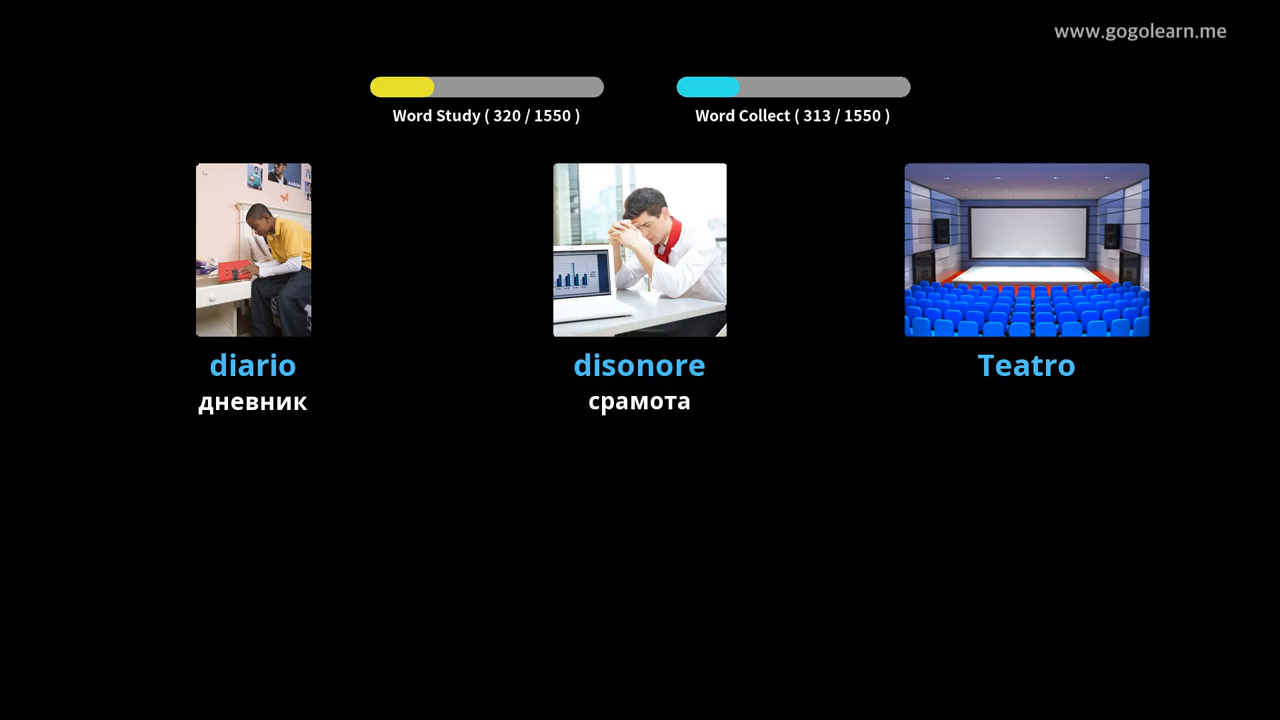 www.gogolearn.me
Word Study ( 320 / 1550 )
Word Collect ( 313 / 1550 )
diario
дневник
disonore
срамота
Teatro